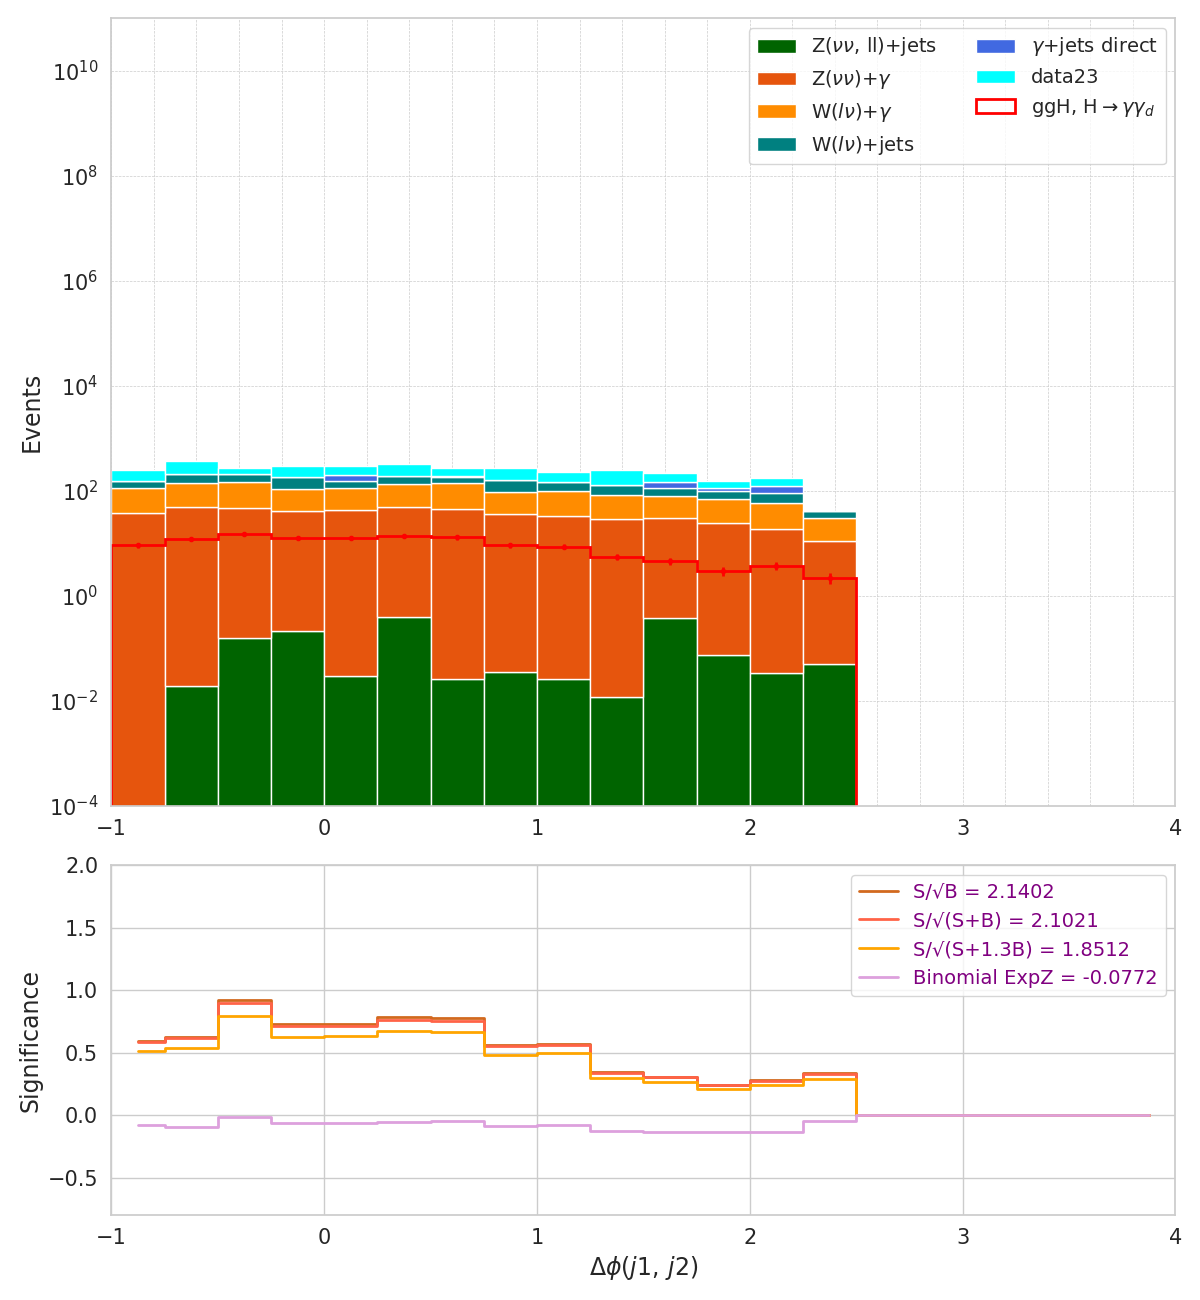 Z(νν, ll)+jets
Z(νν)+γ
W(lν)+γ
W(lν)+jets
γ+jets direct
data23
ggH, H→γγ_d
Events
10^10
10^8
10^6
10^4
10^2
10^0
10^−2
10^−4
−1 0 1 2 3 4
S/√B = 2.1402
S/√(S+B) = 2.1021
S/√(S+1.3B) = 1.8512
Binomial ExpZ = -0.0772
Significance
2.0
1.5
1.0
0.5
0.0
−0.5
−1 0 1 2 3 4
Δϕ(j1, j2)